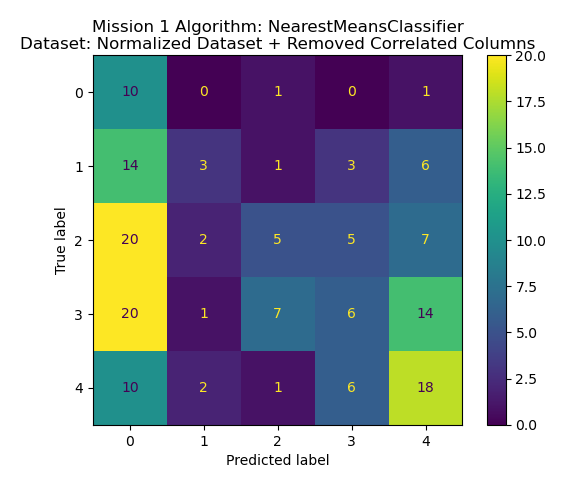 Mission 1 Algorithm: NearestMeansClassifier
Dataset: Normalized Dataset + Removed Correlated Columns
True label
0 10 0 1 0 1
1 14 3 1 3 6
2 20 2 5 5 7
3 20 1 7 6 14
4 10 2 1 6 18
0 1 2 3 4
Predicted label
20.0
17.5
15.0
12.5
10.0
7.5
5.0
2.5
0.0